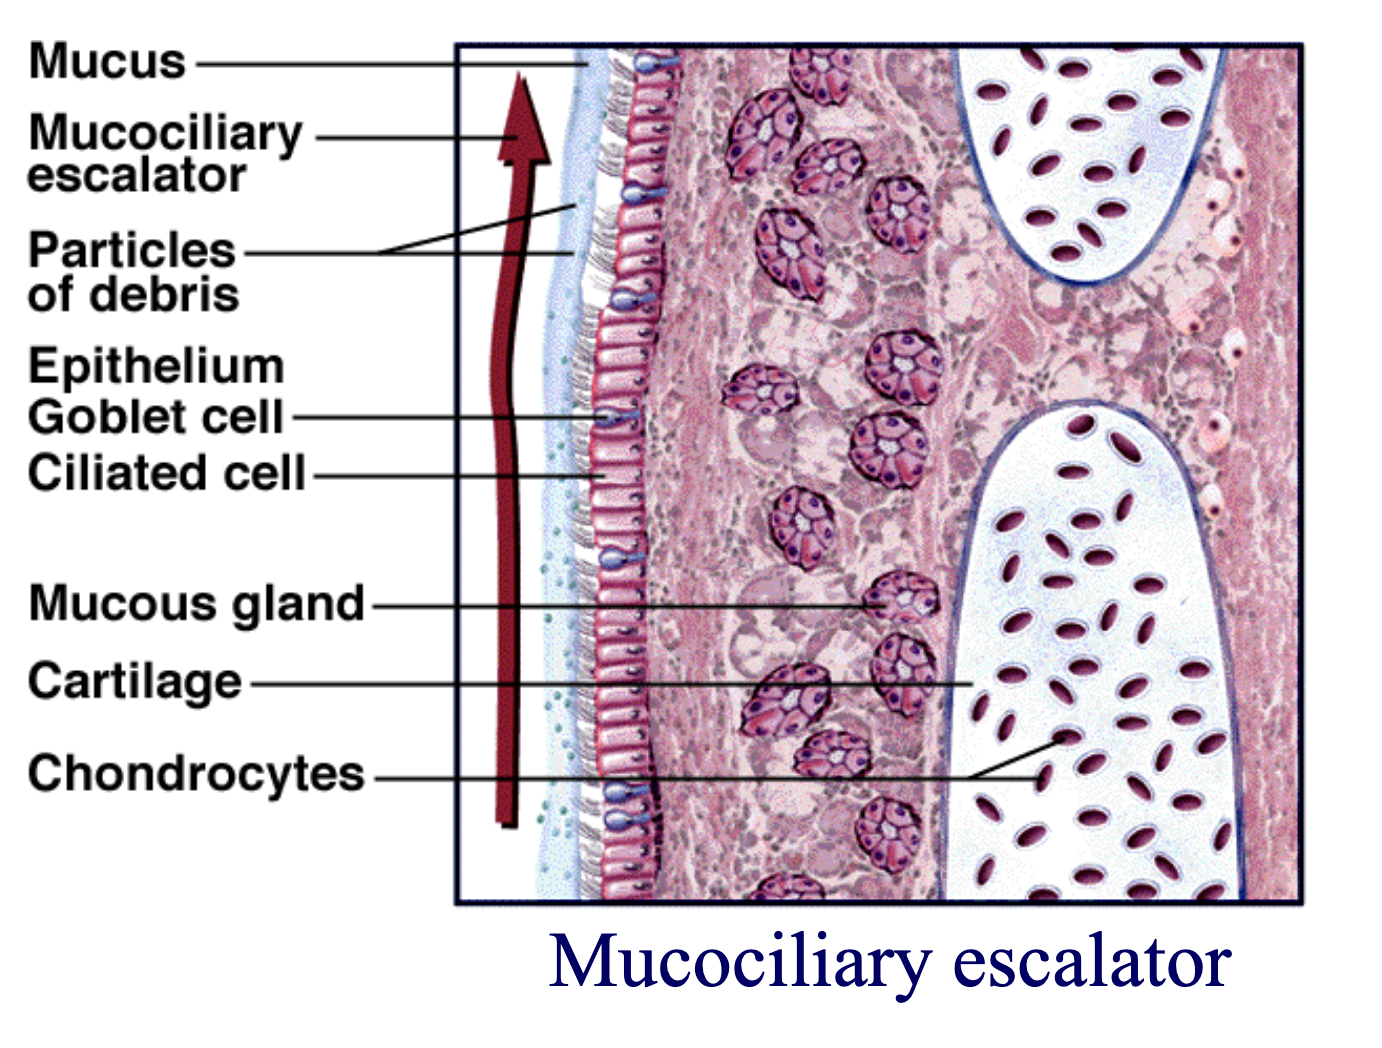 Mucus
Mucociliary
escalator
Particles
of debris
Epithelium
Goblet cell
Ciliated cell
Mucous gland
Cartilage
Chondrocytes
Mucociliary escalator